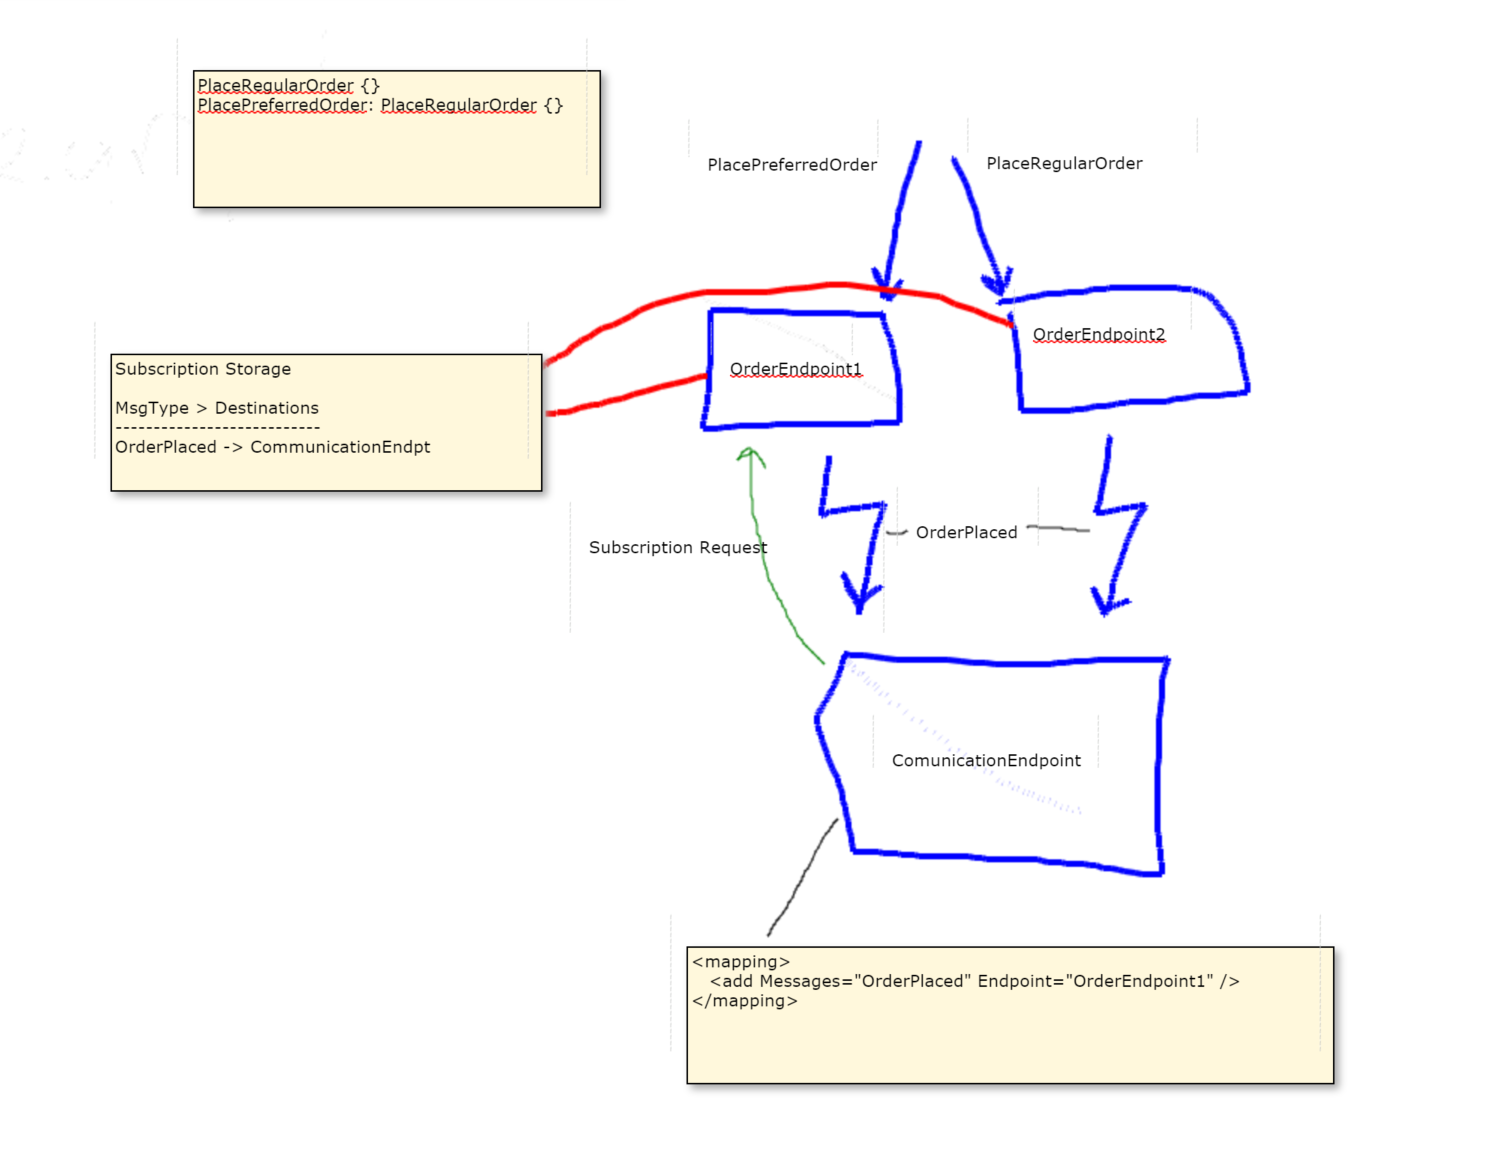 PlaceRegularOrder {}
PlacePreferredOrder: PlaceRegularOrder {}
PlacePreferredOrder
PlaceRegularOrder
OrderEndpoint1
OrderEndpoint2
Subscription Storage
MsgType > Destinations
--------------------------
OrderPlaced -> CommunicationEndpt
Subscription Request
OrderPlaced
ComunicationEndpoint
<mapping>
<add Messages="OrderPlaced" Endpoint="OrderEndpoint1" />
</mapping>